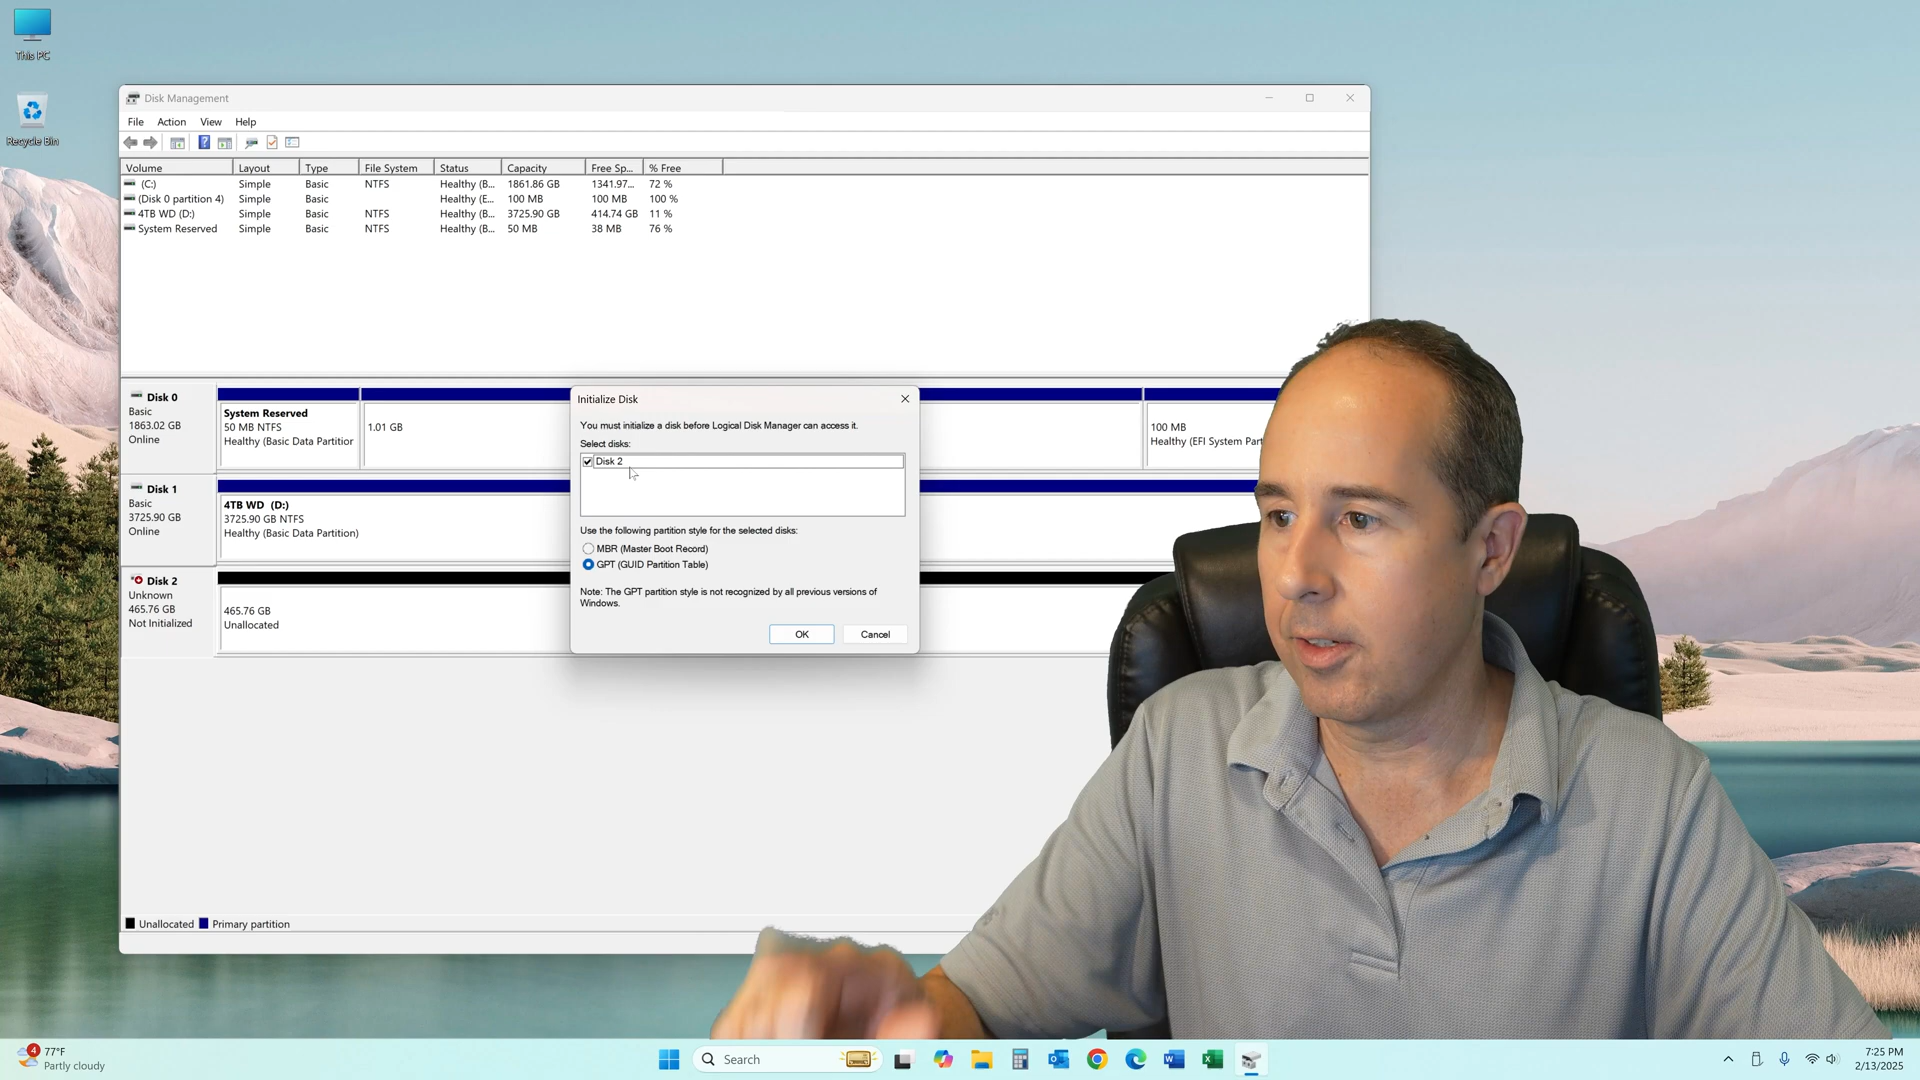 This PC
Recycle Bin
Disk Management
File Action View Help
Volume Layout Type File System Status Capacity Free Sp... % Free
(C:) Simple Basic NTFS Healthy (B... 1861.86 GB 1341.97... 72 %
(Disk 0 partition 4) Simple Basic Healthy (E... 100 MB 100 MB 100 %
4TB WD (D:) Simple Basic NTFS Healthy (B... 3725.90 GB 414.74 GB 11 %
System Reserved Simple Basic NTFS Healthy (B... 50 MB 38 MB 76 %
Disk 0
Basic
1863.02 GB
Online
System Reserved
50 MB NTFS
Healthy (Basic Data Partition
1.01 GB
100 MB
Healthy (EFI System Part
Disk 1
Basic
3725.90 GB
Online
4TB WD (D:)
3725.90 GB NTFS
Healthy (Basic Data Partition)
Disk 2
Unknown
465.76 GB
Not Initialized
465.76 GB
Unallocated
Initialize Disk
You must initialize a disk before Logical Disk Manager can access it.
Select disks:
Disk 2
Use the following partition style for the selected disks:
MBR (Master Boot Record)
GPT (GUID Partition Table)
Note: The GPT partition style is not recognized by all previous versions of
Windows.
OK Cancel
Unallocated Primary partition
4
77°F
Partly cloudy
Search
7:25 PM
2/13/2025